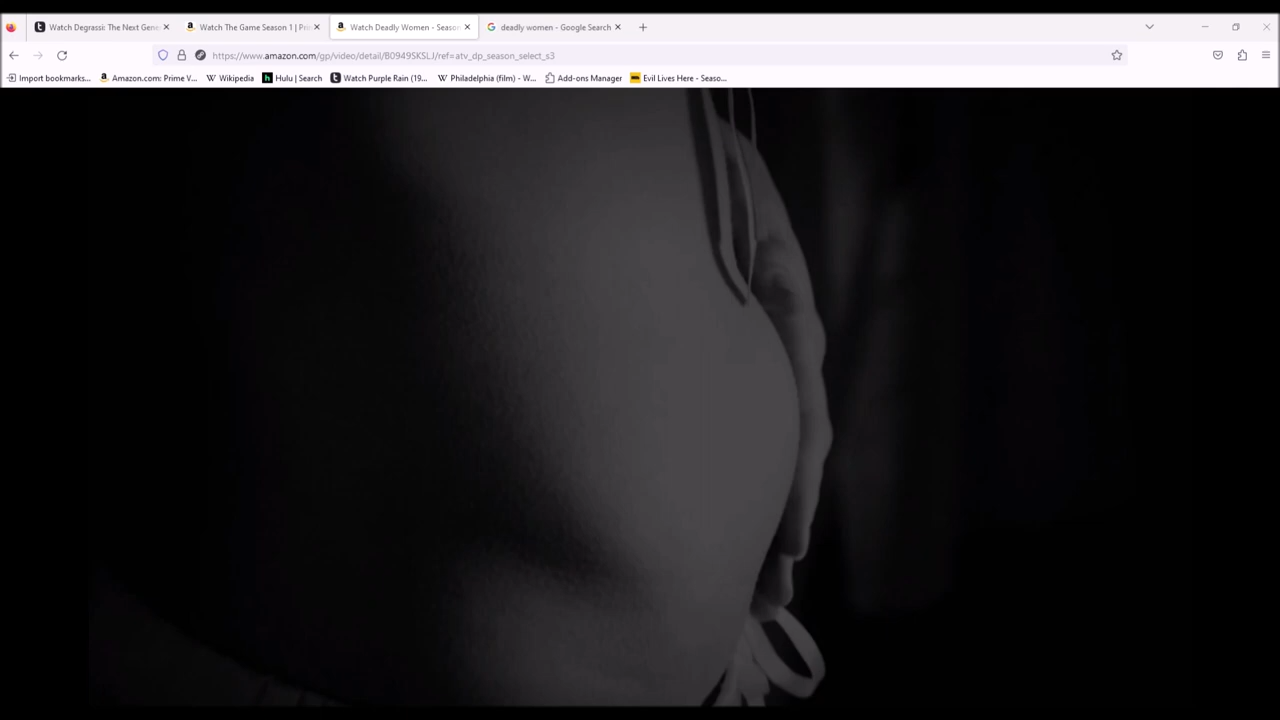 Watch Degrassi: The Next Gene
Watch The Game Season 1 | Pri
Watch Deadly Women - Season
deadly women - Google Search
https://www.amazon.com/gp/video/detail/B0949SKSLJ/ref=atv_dp_season_select_s3
Import bookmarks...
Amazon.com: Prime V...
Wikipedia
Hulu | Search
Watch Purple Rain (19...
Philadelphia (film) - W...
Add-ons Manager
Evil Lives Here - Seaso...